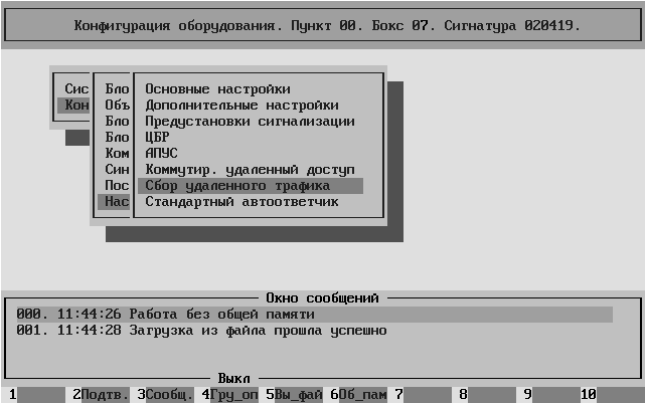 Конфигурация оборудования. Пункт 00. Бокс 07. Сигнатура 020419.
Сис Бло Основные настройки
Кон Объ Дополнительные настройки
Бло Предустановки сигнализации
Бло ЦБР
Ком АПУС
Син Коммутир. удаленный доступ
Пос Сбор удаленного трафика
Нас Стандартный автоответчик
Окно сообщений
000. 11:44:26 Работа без общей памяти
001. 11:44:28 Загрузка из файла прошла успешно
Выкл
1 2Подтв. 3Сообщ. 4Гру_оп 5Вы_фай 6Об_пам 7 8 9 10